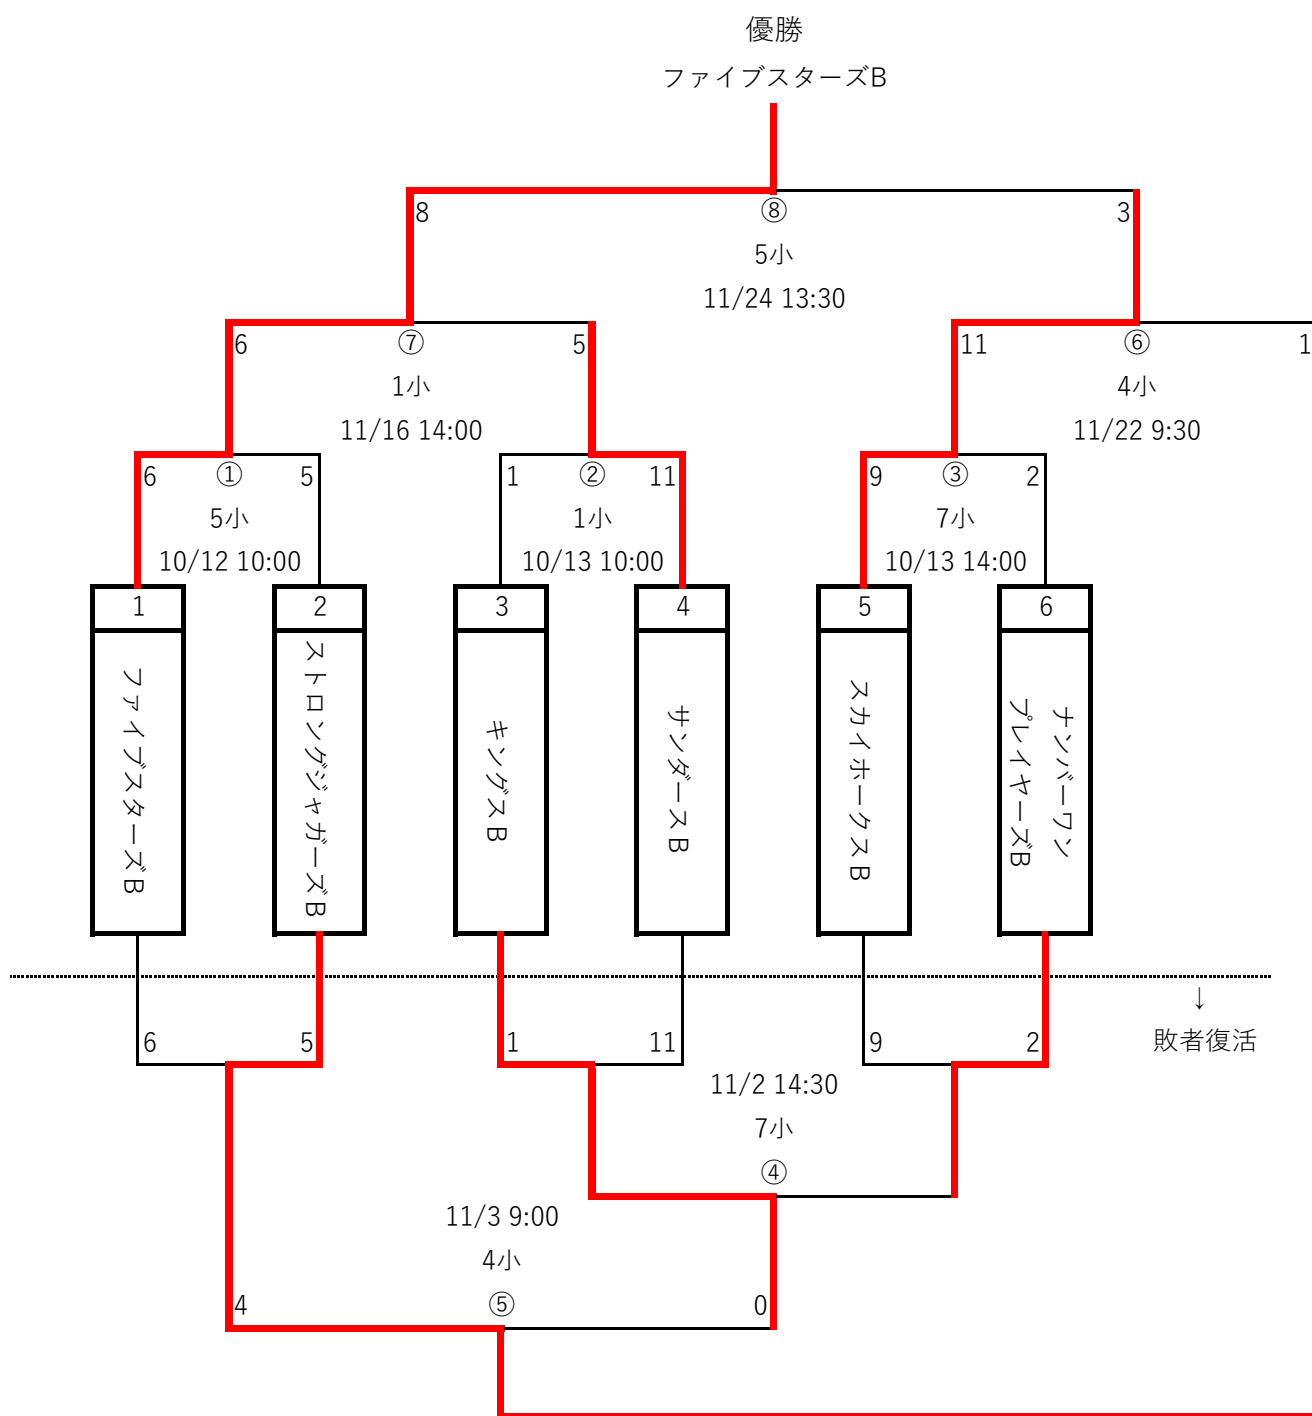 優勝
ファイブスターズB
8
⑧
3
5小
11/24 13:30
6
⑦
5
11
⑥
1
1小
4小
11/16 14:00
11/22 9:30
6
①
5
1
②
11
9
③
2
5小
1小
7小
10/12 10:00
10/13 10:00
10/13 14:00
1
2
3
4
5
6
ファイブスターズB
ストロングジャガーズB
キングスB
サンダースB
スカイホークスB
ナンバーワン
プレイヤーズB
↓
敗者復活
6
5
1
11
9
2
11/2 14:30
7小
④
11/3 9:00
4小
4
⑤
0